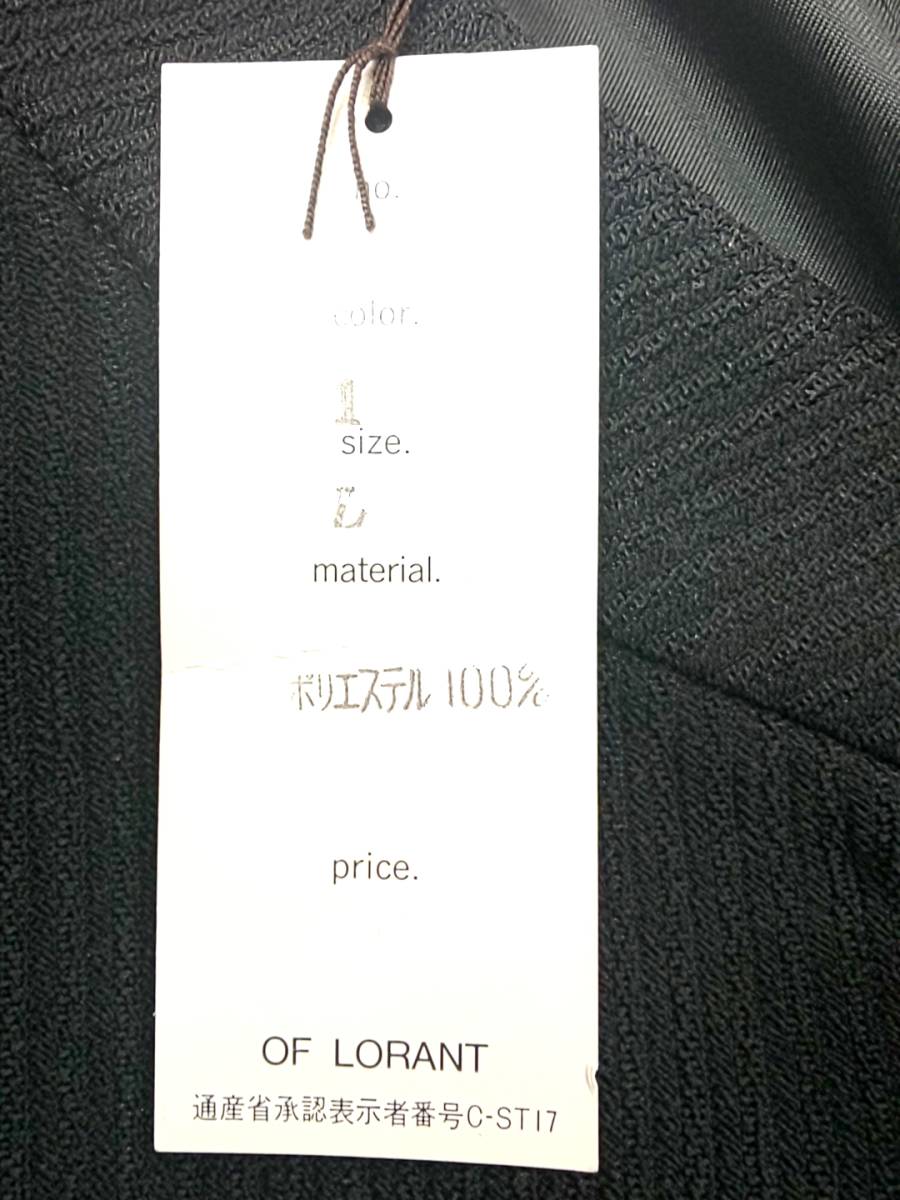 no.
color.
1
size.
L
material.
ポリエステル 100%
price.
OF LORANT
通産省承認表示者番号C-ST17